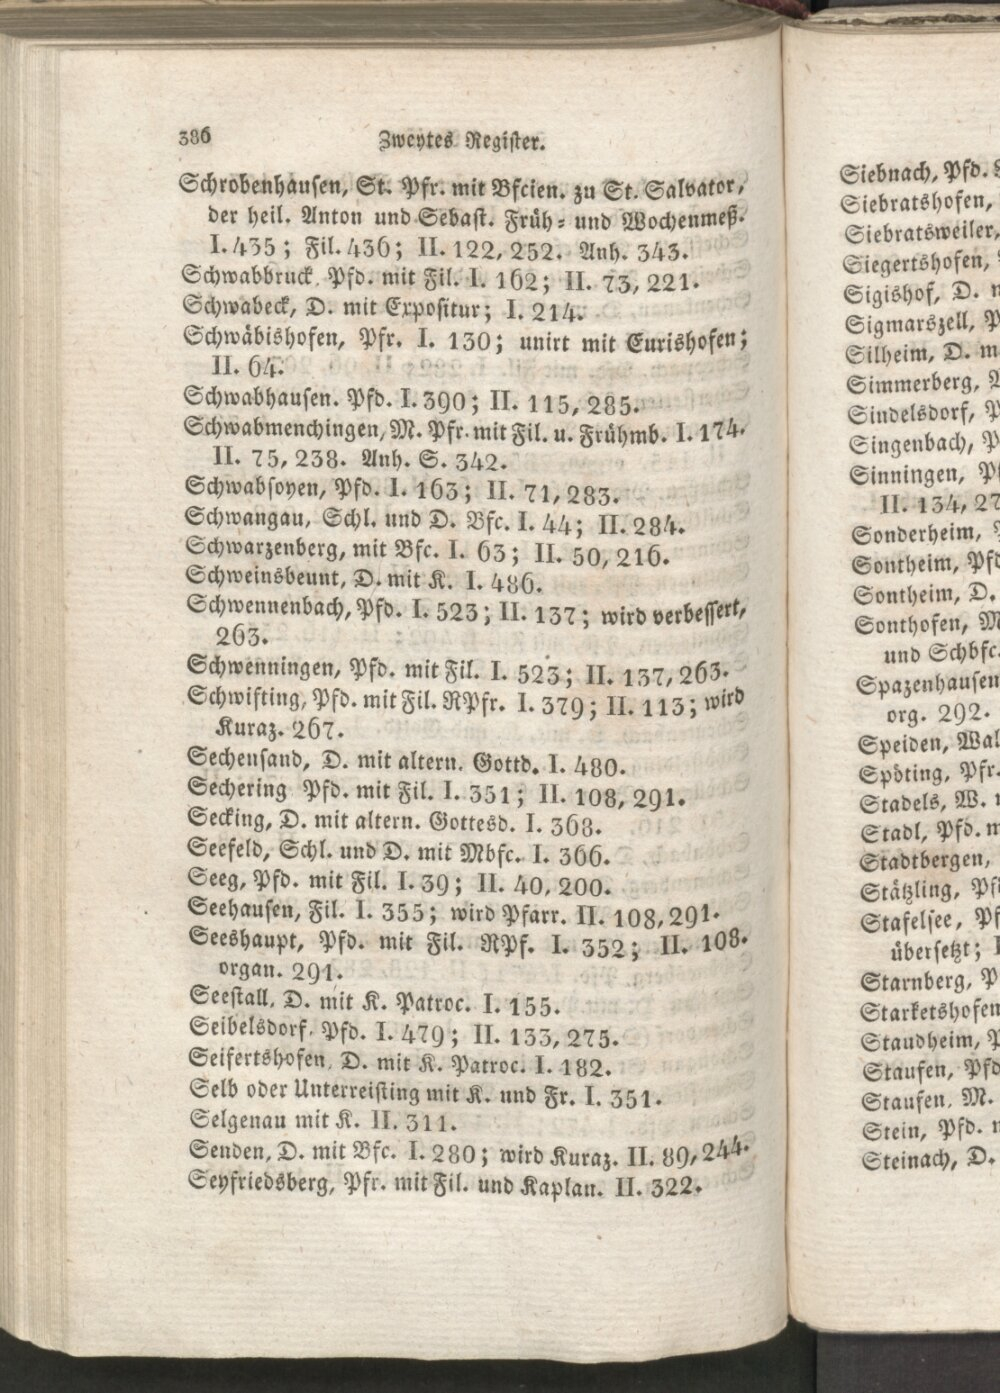 386 Zweytes Register.
Schrobenhausen, St. Pfr. mit Bfcien. zu St. Salvator,
der heil. Anton und Sebast. Früh- und Wochenmeß.
I. 435; Fil. 436; II. 122, 252. Anh. 343.
Schwabbruck, Pfd. mit Fil. I. 162; II. 73, 221.
Schwabeck, D. mit Expositur; I. 214.
Schwäbishofen, Pfr. I. 130; unirt mit Eurishofen;
II. 64.
Schwabhausen. Pfd. I. 390; II. 115, 285.
Schwabmenchingen, M. Pfr. mit Fil. u. Frühmb. I. 174.
II. 75, 238. Anh. S. 342.
Schwabsoyen, Pfd. I. 163; II. 71, 283.
Schwangau, Schl. und D. Bfc. I. 44; II. 284.
Schwarzenberg, mit Bfc. I. 63; II. 50, 216.
Schweinsbeunt, D. mit K. I. 486.
Schwennenbach, Pfd. I. 523; II. 137; wird verbessert,
263.
Schwenningen, Pfd. mit Fil. I. 523; II. 137, 263.
Schwifting, Pfd. mit Fil. RPfr. I. 379; II. 113; wird
Kuraz. 267.
Sechensand, D. mit altern. Gottd. I. 480.
Sechering Pfd. mit Fil. I. 351; II. 108, 291.
Secking, D. mit altern. Gottesd. I. 368.
Seefeld, Schl. und D. mit Mbfc. I. 366.
Seeg, Pfd. mit Fil. I. 39; II. 40, 200.
Seehausen, Fil. I. 355; wird Pfarr. II. 108, 291.
Seeshaupt, Pfd. mit Fil. RPf. I. 352; II. 108.
organ. 291.
Seestall, D. mit K. Patroc. I. 155.
Seibelsdorf, Pfd. I. 479; II. 133, 275.
Seifertshofen, D. mit K. Patroc. I. 182.
Selb oder Unterreisting mit K. und Fr. I. 351.
Selgenau mit K. II. 311.
Senden, D. mit Bfc. I. 280; wird Kuraz. II. 89, 244.
Seyfriedsberg, Pfr. mit Fil. und Kaplan. II. 322.
Siebnach, Pfd.
Siebratshofen,
Siebratsweiler,
Siegertshofen,
Sigishof, D.
Sigmarszell,
Silheim, D.
Simmerberg,
Sindelsdorf,
Singenbach,
Sinningen,
II. 134, 27
Sonderheim,
Sontheim, Pfd
Sontheim, D.
Sonthofen, M
und Schbfc.
Spazenhausen
org. 292.
Speiden, Wal
Spöting, Pfr.
Stadels, W.
Stadl, Pfd. m
Stadtbergen,
Stätzling,
Stafelsee,
übersetzt;
Starnberg, P
Starketshofen
Staudheim,
Staufen, Pfd
Staufen, M.
Stein, Pfd.
Steinach, D.